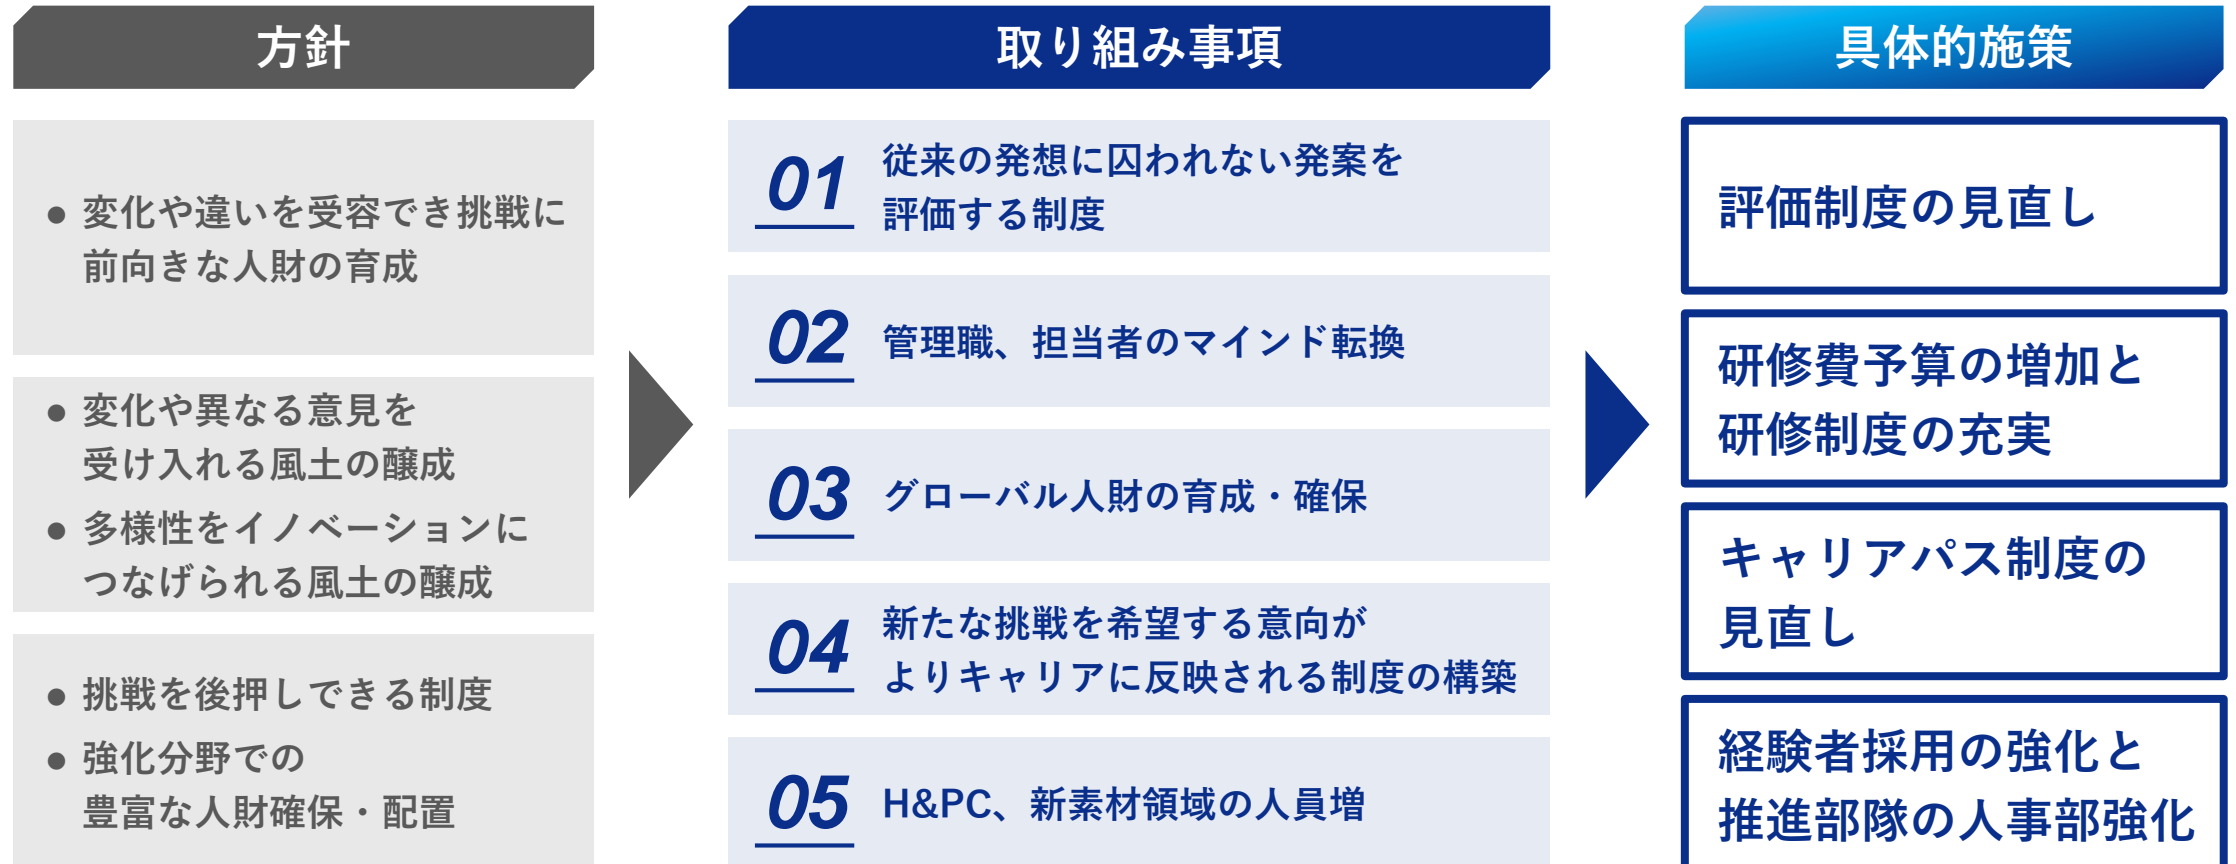 方針
● 変化や違いを受容でき挑戦に
前向きな人財の育成
● 変化や異なる意見を
受け入れる風土の醸成
● 多様性をイノベーションに
つなげられる風土の醸成
● 挑戦を後押しできる制度
● 強化分野での
豊富な人財確保・配置
取り組み事項
01
従来の発想に囚われない発案を
評価する制度
02
管理職、担当者のマインド転換
03
グローバル人財の育成・確保
04
新たな挑戦を希望する意向が
よりキャリアに反映される制度の構築
05
H&PC、新素材領域の人員増
具体的施策
評価制度の見直し
研修費予算の増加と
研修制度の充実
キャリアパス制度の
見直し
経験者採用の強化と
推進部隊の人事部強化